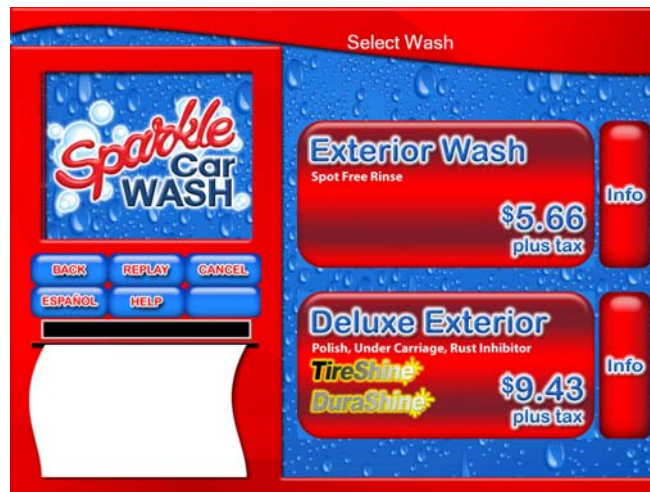 Select Wash
Sparkle
Car
WASH
BACK REPLAY CANCEL
ESPAÑOL HELP
Exterior Wash
Spot Free Rinse
$5.66
plus tax
Info
Deluxe Exterior
Polish, Under Carriage, Rust Inhibitor
TireShine
DuraShine
$9.43
plus tax
Info